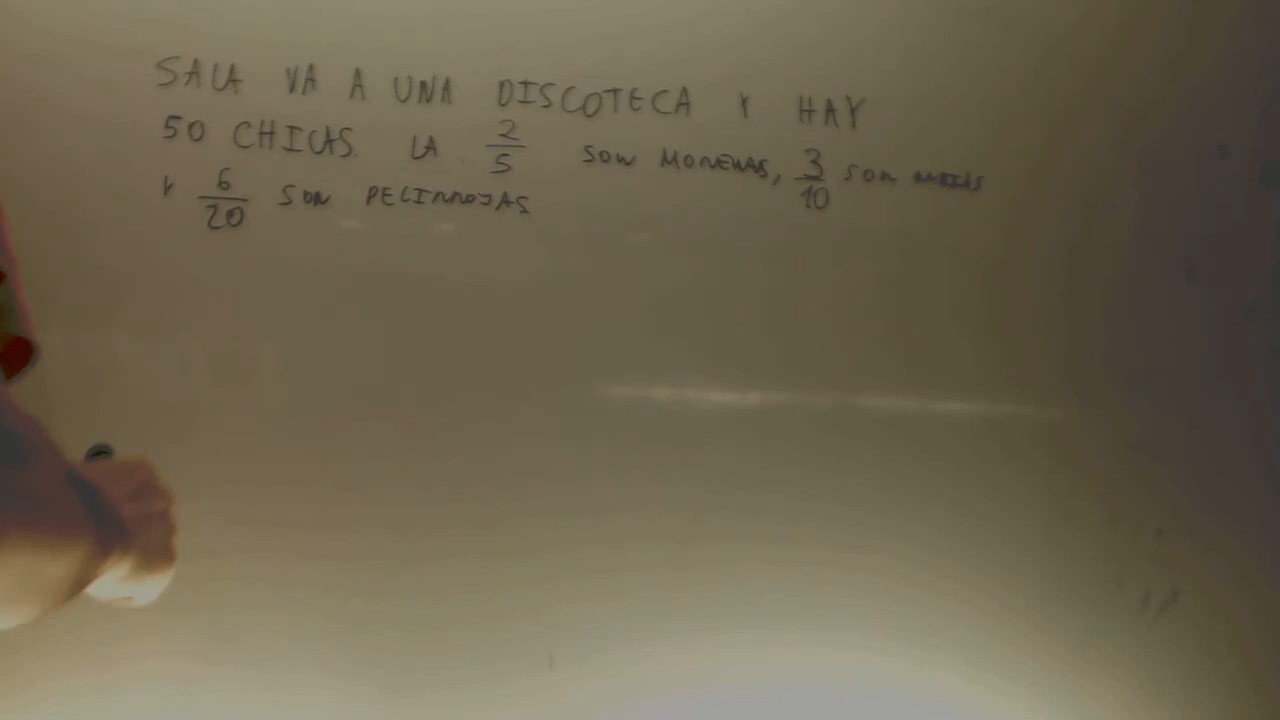 SALA VA A UNA DISCOTECA Y HAY
50 CHICAS. LA 2/5 SON MORENAS, 3/10 SON
Y 6/20 SON PELIRROJAS